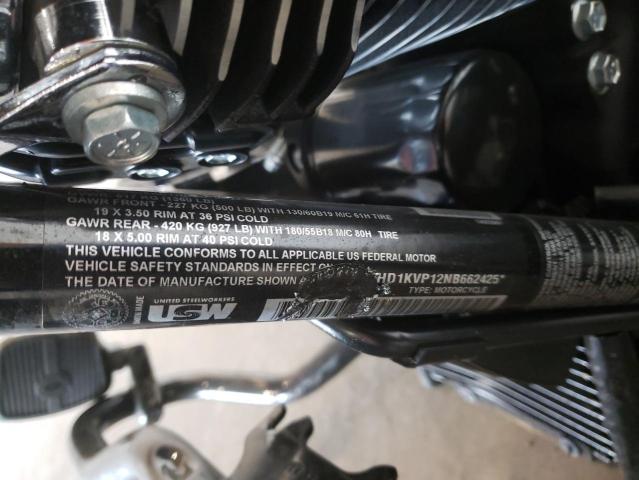 GAWR FRONT - 227 KG (500 LB) WITH 130/60B19 M/C 61H TIRE
19 X 3.50 RIM AT 36 PSI COLD
GAWR REAR - 420 KG (927 LB) WITH 180/55B18 M/C 80H TIRE
18 X 5.00 RIM AT 40 PSI COLD
THIS VEHICLE CONFORMS TO ALL APPLICABLE US FEDERAL MOTOR
VEHICLE SAFETY STANDARDS IN EFFECT ON
THE DATE OF MANUFACTURE SHOWN
HD1KVP12NB662425*
TYPE: MOTORCYCLE
UNION MADE
UNITED STEELWORKERS
USW